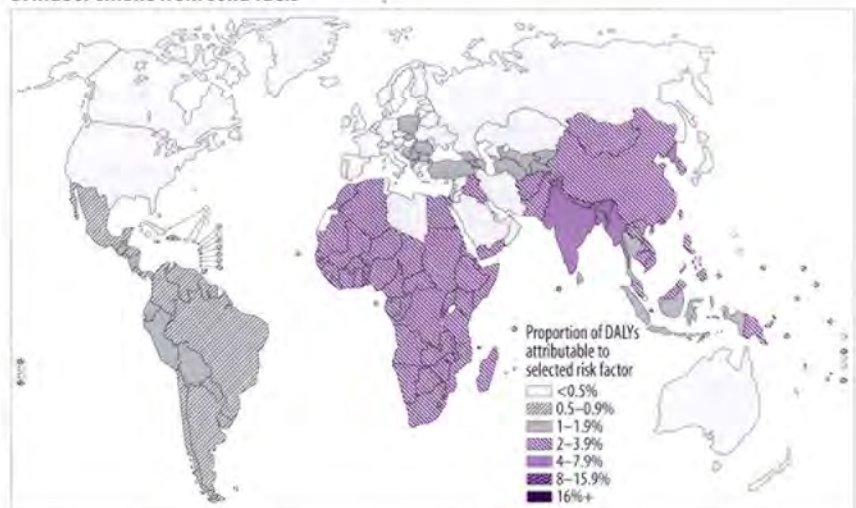 Proportion of DALYs
attributable to
selected risk factor
<0.5%
0.5–0.9%
1–1.9%
2–3.9%
4–7.9%
8–15.9%
16%+